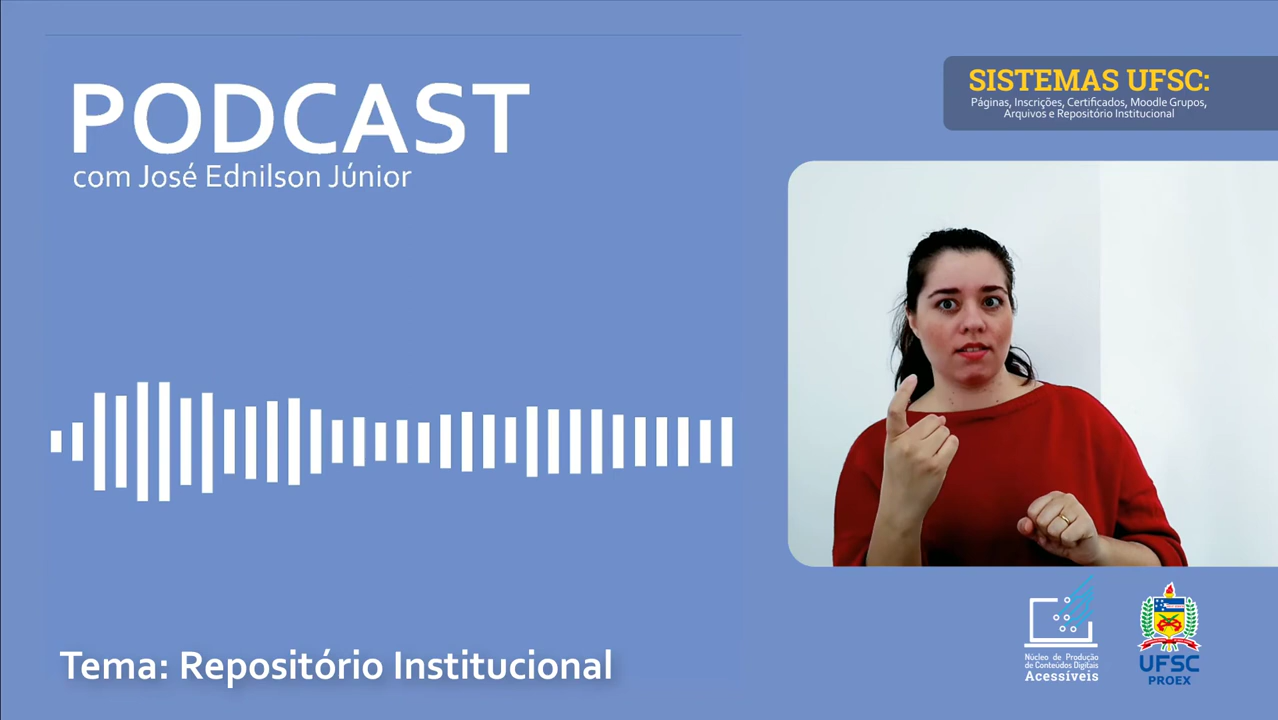 PODCAST
com José Ednilson Júnior
SISTEMAS UFSC:
Páginas, Inscrições, Certificados, Moodle Grupos,
Arquivos e Repositório Institucional
Tema: Repositório Institucional
Núcleo de Produção
de Conteúdos Digitais
Acessíveis
UFSC
PROEX